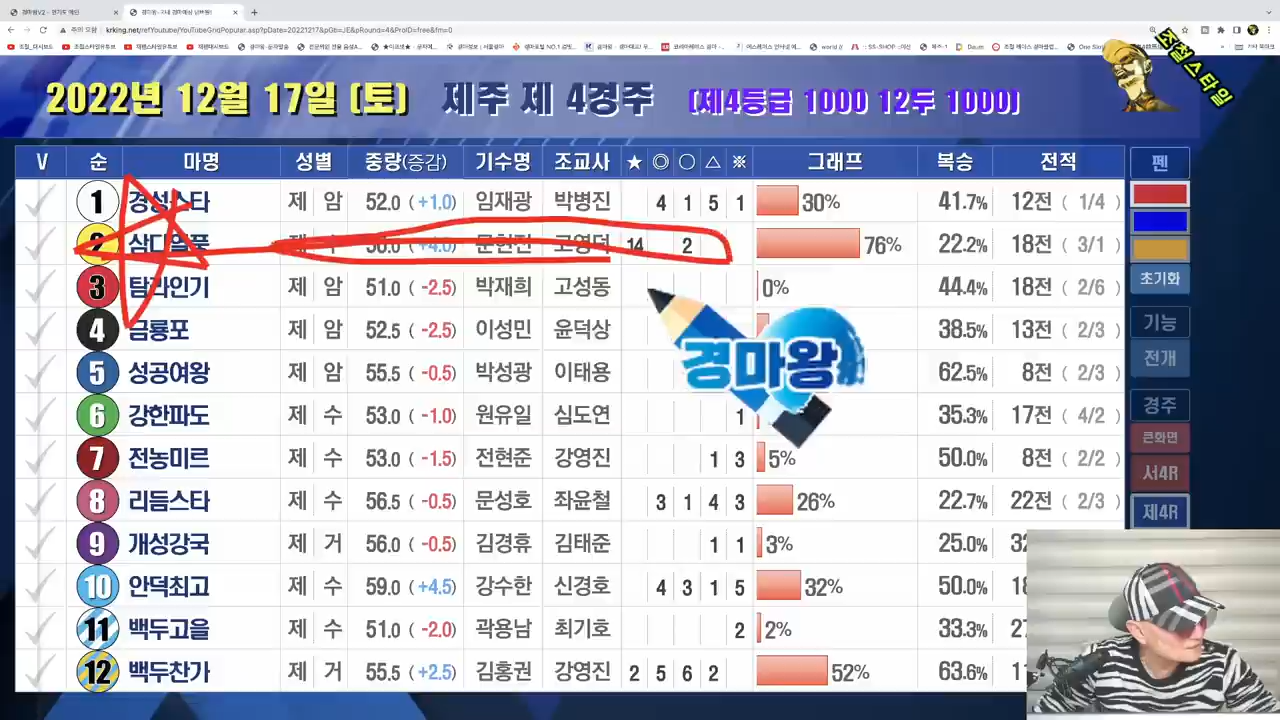 krking.net/refYoutube/YouTubeGridPopular.asp?pDate=20221217&pGb=JE&pRound=4&ProID=free&fm=0
조철스타일
2022년 12월 17일 (토) 제주 제 4경주 (제4등급 1000 12두 1000)
V 순 마명 성별 중량(증감) 기수명 조교사 ★ ◎ ○ △ ※ 그래프 복승 전적 펜
1 경성스타 제 암 52.0 (+1.0) 임재광 박병진 4 1 5 1 30% 41.7% 12전 (1/4)
2 14 2 76% 22.2% 18전 (3/1)
3 탐라인기 제 암 51.0 (-2.5) 박재희 고성동 0% 44.4% 18전 (2/6) 초기화
4 금룡포 제 암 52.5 (-2.5) 이성민 윤덕상 38.5% 13전 (2/3) 기능
5 성공여왕 제 암 55.5 (-0.5) 박성광 이태용 62.5% 8전 (2/3) 전개
경마왕
6 강한파도 제 수 53.0 (-1.0) 원유일 심도연 1 35.3% 17전 (4/2) 경주
큰화면
7 전농미르 제 수 53.0 (-1.5) 전현준 강영진 1 3 5% 50.0% 8전 (2/2) 서4R
8 리듬스타 제 수 56.5 (-0.5) 문성호 좌윤철 3 1 4 3 26% 22.7% 22전 (2/3) 제4R
9 개성강국 제 거 56.0 (-0.5) 김경휴 김태준 1 1 3% 25.0%
10 안덕최고 제 수 59.0 (+4.5) 강수한 신경호 4 3 1 5 32% 50.0%
11 백두고을 제 수 51.0 (-2.0) 곽용남 최기호 2 2% 33.3%
12 백두찬가 제 거 55.5 (+2.5) 김홍권 강영진 2 5 6 2 52% 63.6%